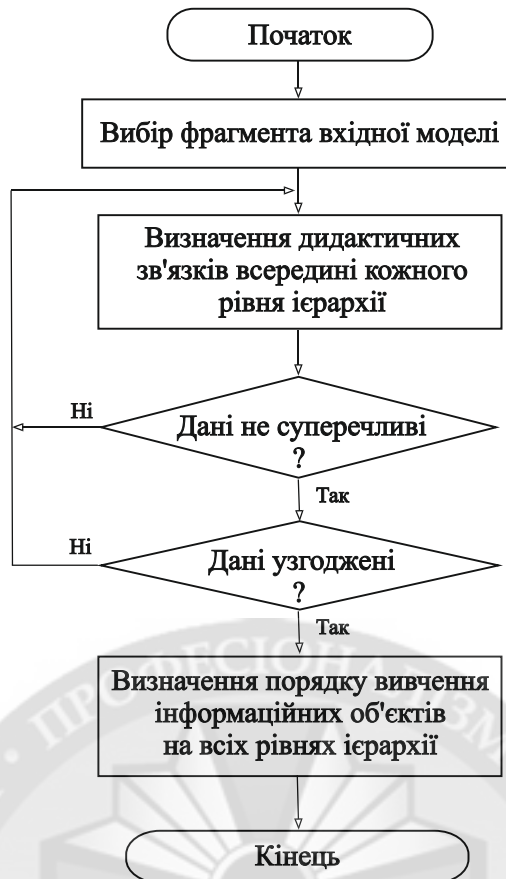 Початок
Вибір фрагмента вхідної моделі
Визначення дидактичних
зв'язків всередині кожного
рівня ієрархії
Ні
Дані не суперечливі
?
Так
Ні
Дані узгоджені
?
Так
Визначення порядку вивчення
інформаційних об'єктів
на всіх рівнях ієрархії
Кінець